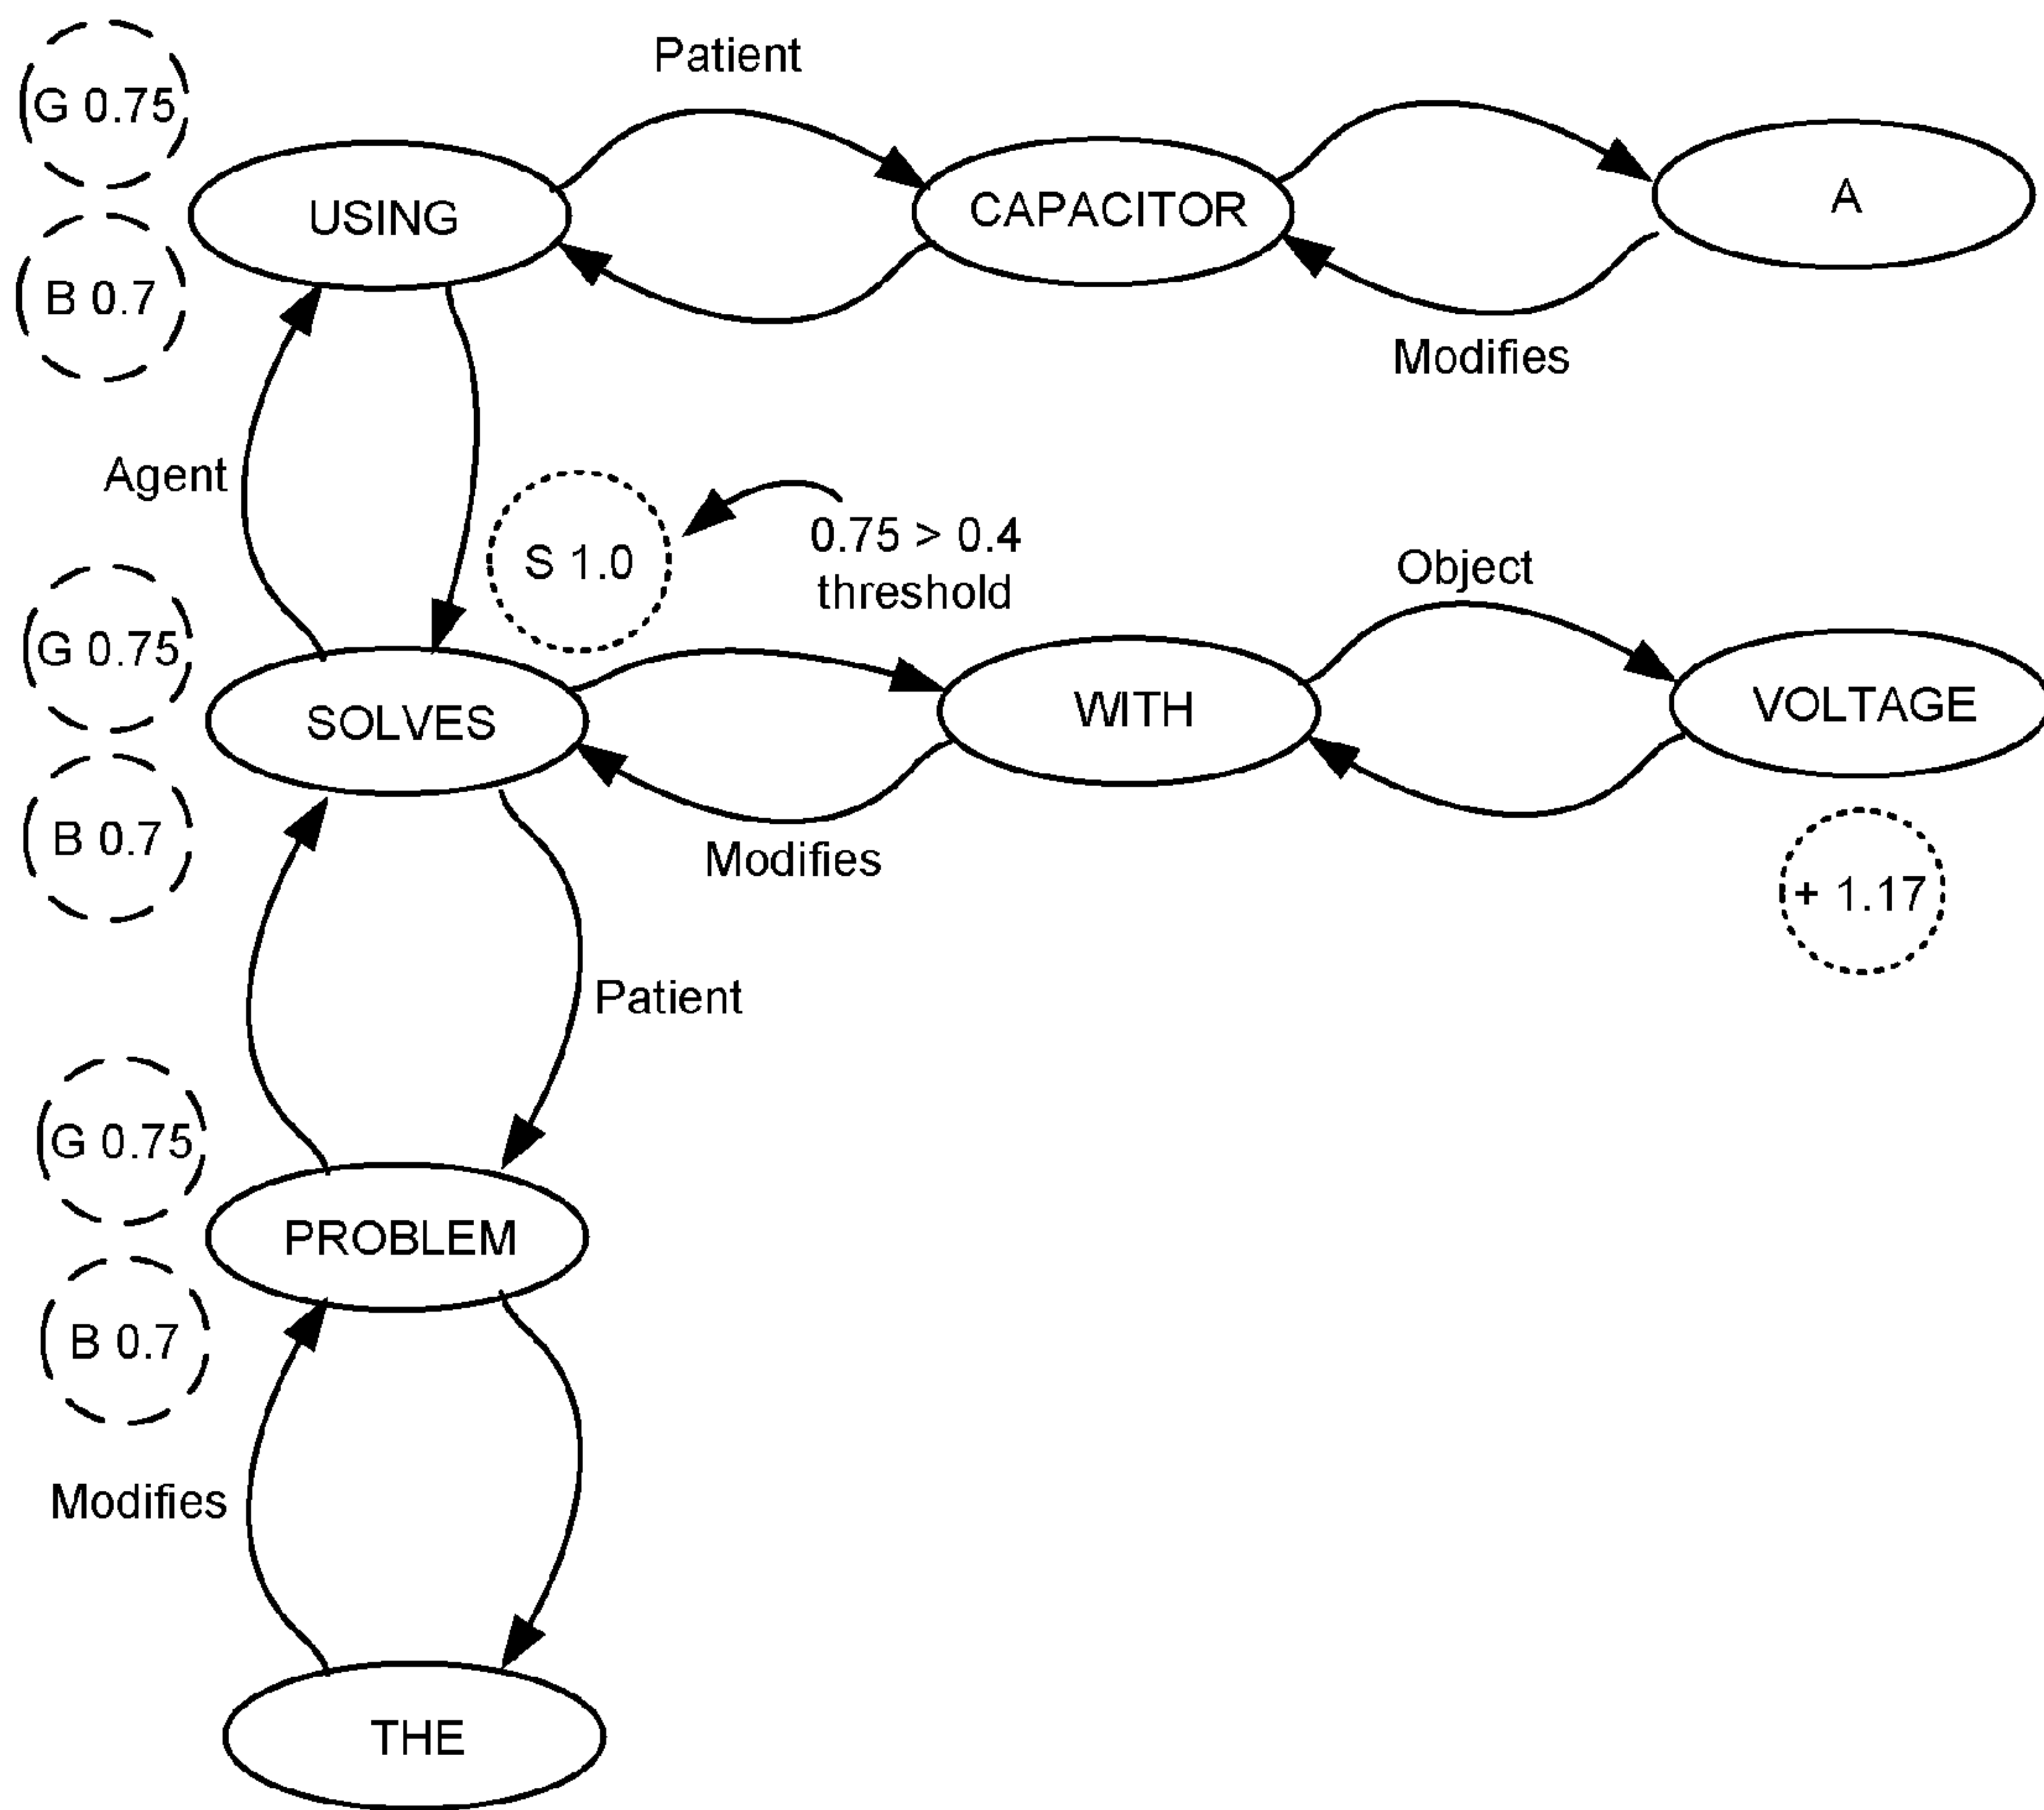 Patient
G 0.75
USING
CAPACITOR
A
B 0.7
Modifies
Agent
S 1.0
0.75 > 0.4
threshold
Object
G 0.75
SOLVES
WITH
VOLTAGE
B 0.7
Modifies
+ 1.17
Patient
G 0.75
PROBLEM
B 0.7
Modifies
THE